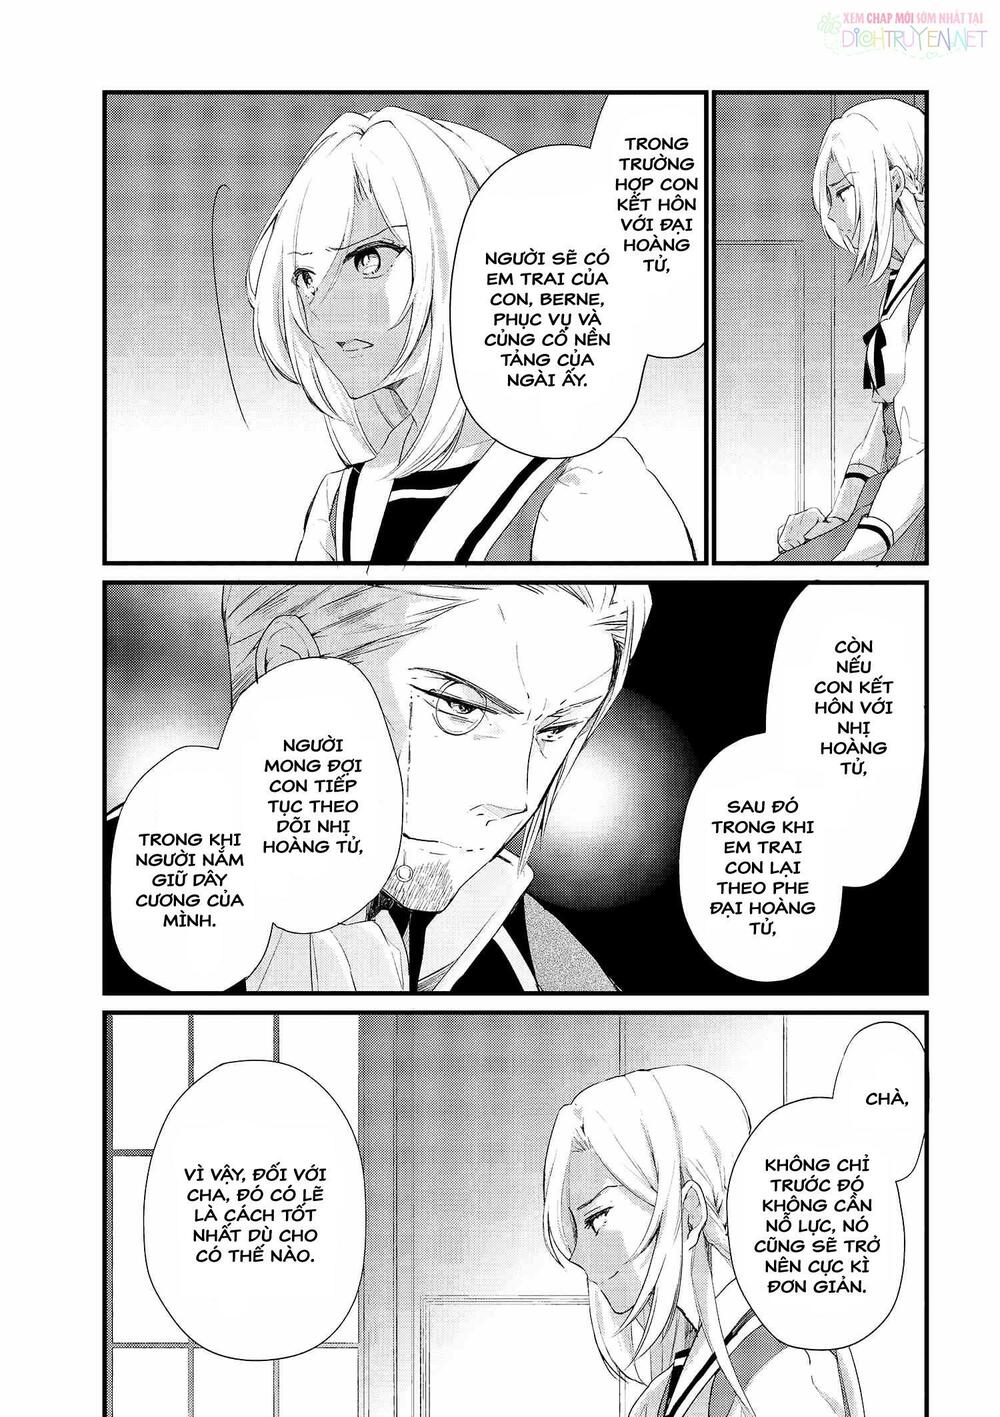 XEM CHAP MỚI SỚM NHẤT TẠI
DICHTRUYEN.NET
TRONG
TRƯỜNG
HỢP CON
KẾT HÔN
VỚI ĐẠI
HOÀNG
TỬ,
NGƯỜI SẼ CÓ
EM TRAI CỦA
CON, BERNE,
PHỤC VỤ VÀ
CỦNG CỐ NỀN
TẢNG CỦA
NGÀI ẤY.
CÒN
NẾU
CON KẾT
HÔN VỚI
NHỊ
HOÀNG
TỬ,
SAU ĐÓ
TRONG KHI
EM TRAI
CON LẠI
THEO PHE
ĐẠI HOÀNG
TỬ,
NGƯỜI
MONG ĐỢI
CON TIẾP
TỤC THEO
DÕI NHỊ
HOÀNG TỬ,
TRONG KHI
NGƯỜI NẮM
GIỮ DÂY
CƯƠNG CỦA
MÌNH.
CHÀ,
KHÔNG CHỈ
TRƯỚC ĐÓ
KHÔNG CẦN
NỖ LỰC, NÓ
CŨNG SẼ TRỞ
NÊN CỰC KÌ
ĐƠN GIẢN.
VÌ VẬY, ĐỐI VỚI
CHA, ĐÓ CÓ LẼ
LÀ CÁCH TỐT
NHẤT DÙ CHO
CÓ THẾ NÀO.